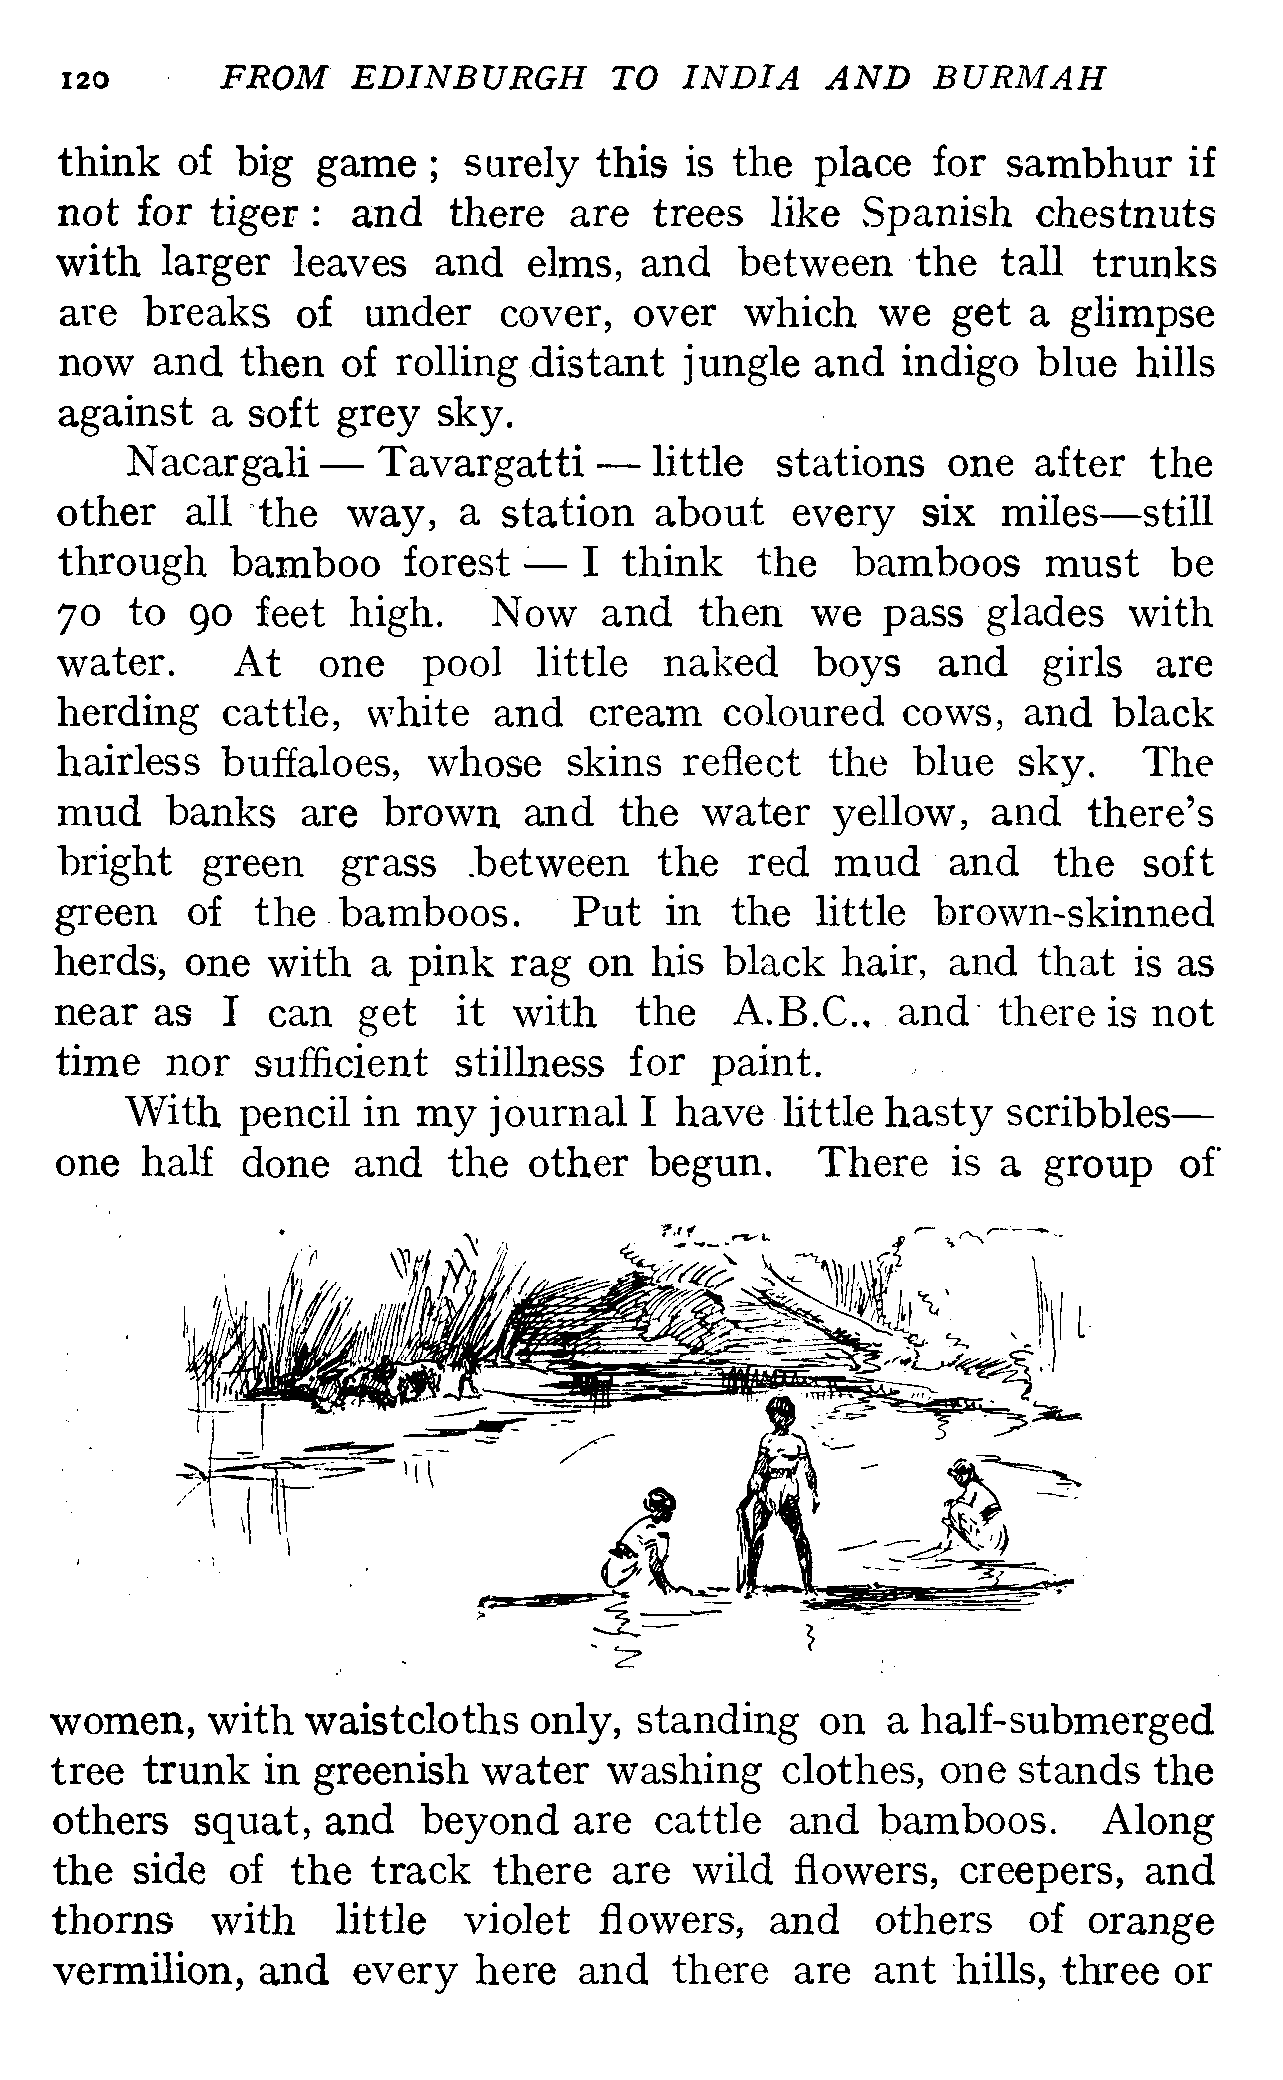 120 FROM EDINBURGH TO INDIA AND BURMAH
think of big game ; surely this is the place for sambhur if
not for tiger : and there are trees like Spanish chestnuts
with larger leaves and elms, and between the tall trunks
are breaks of under cover, over which we get a glimpse
now and then of rolling distant jungle and indigo blue hills
against a soft grey sky.
Nacargali — Tavargatti — little stations one after the
other all the way, a station about every six miles—still
through bamboo forest — I think the bamboos must be
70 to 90 feet high. Now and then we pass glades with
water. At one pool little naked boys and girls are
herding cattle, white and cream coloured cows, and black
hairless buffaloes, whose skins reflect the blue sky. The
mud banks are brown and the water yellow, and there's
bright green grass between the red mud and the soft
green of the bamboos. Put in the little brown-skinned
herds, one with a pink rag on his black hair, and that is as
near as I can get it with the A.B.C., and there is not
time nor sufficient stillness for paint.
With pencil in my journal I have little hasty scribbles—
one half done and the other begun. There is a group of
women, with waistcloths only, standing on a half-submerged
tree trunk in greenish water washing clothes, one stands the
others squat, and beyond are cattle and bamboos. Along
the side of the track there are wild flowers, creepers, and
thorns with little violet flowers, and others of orange
vermilion, and every here and there are ant hills, three or